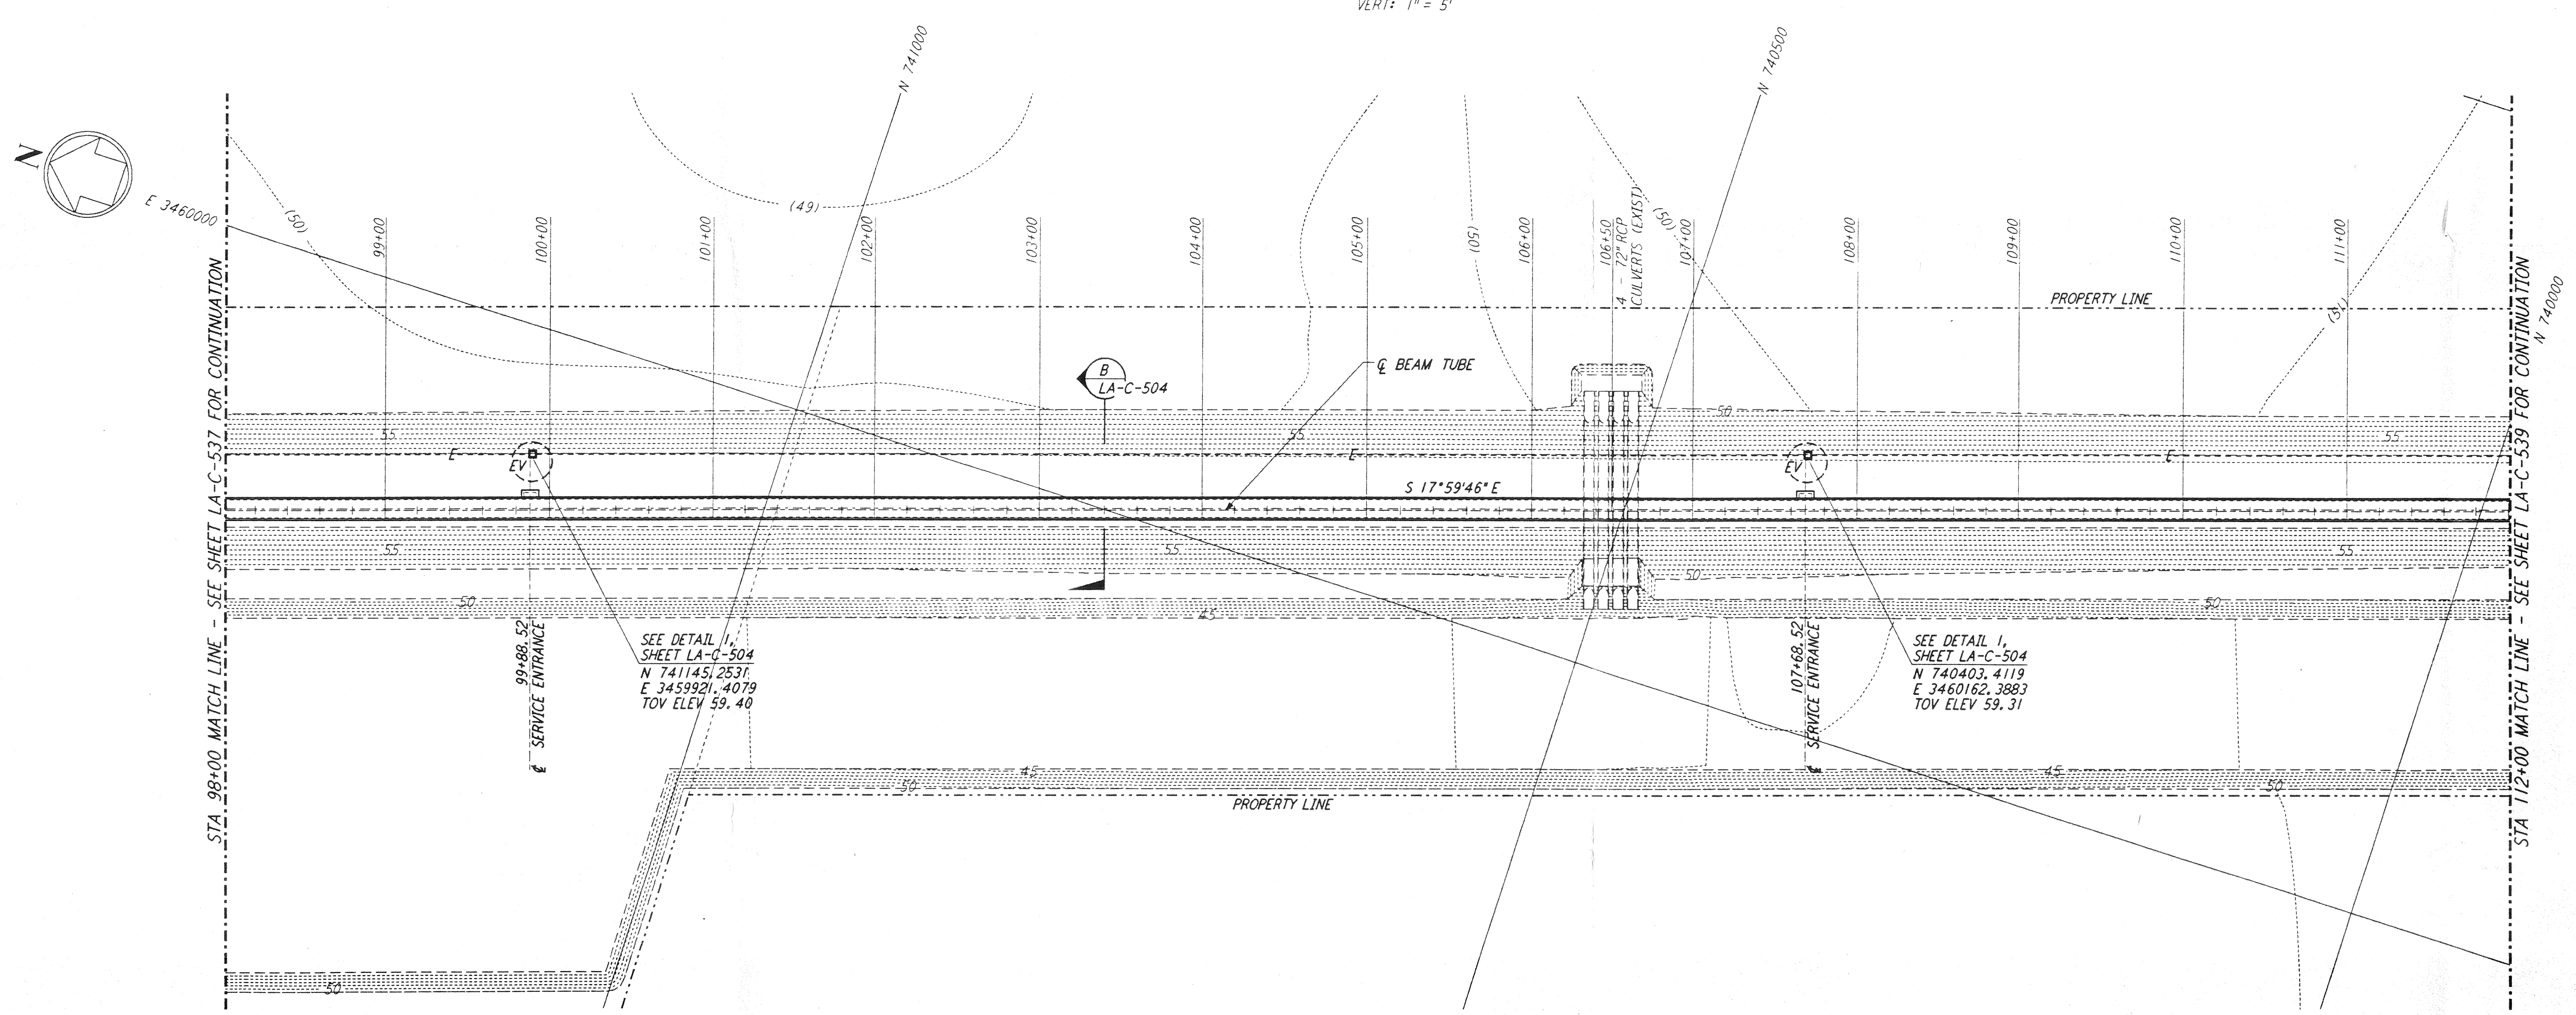 VERT: 1" = 5'
N 741000
N 740500
N
E 3460000
(50)
(49)
(50)
(50)
(51)
N 740000
99+00
100+00
101+00
102+00
103+00
104+00
105+00
106+00
106+50
4 - 72" RCP
CULVERTS (EXIST)
107+00
108+00
109+00
110+00
111+00
STA 98+00 MATCH LINE - SEE SHEET LA-C-537 FOR CONTINUATION
STA 112+00 MATCH LINE - SEE SHEET LA-C-539 FOR CONTINUATION
PROPERTY LINE
B
LA-C-504
℄ BEAM TUBE
50
55
55
55
E
EV
E
EV
E
S 17°59'46" E
55
55
55
50
50
45
50
99+88.52
℄ SERVICE ENTRANCE
SEE DETAIL 1,
SHEET LA-C-504
N 741145.2531
E 3459921.4079
TOV ELEV 59.40
107+68.52
℄ SERVICE ENTRANCE
SEE DETAIL 1,
SHEET LA-C-504
N 740403.4119
E 3460162.3883
TOV ELEV 59.31
45
50
45
50
PROPERTY LINE
50